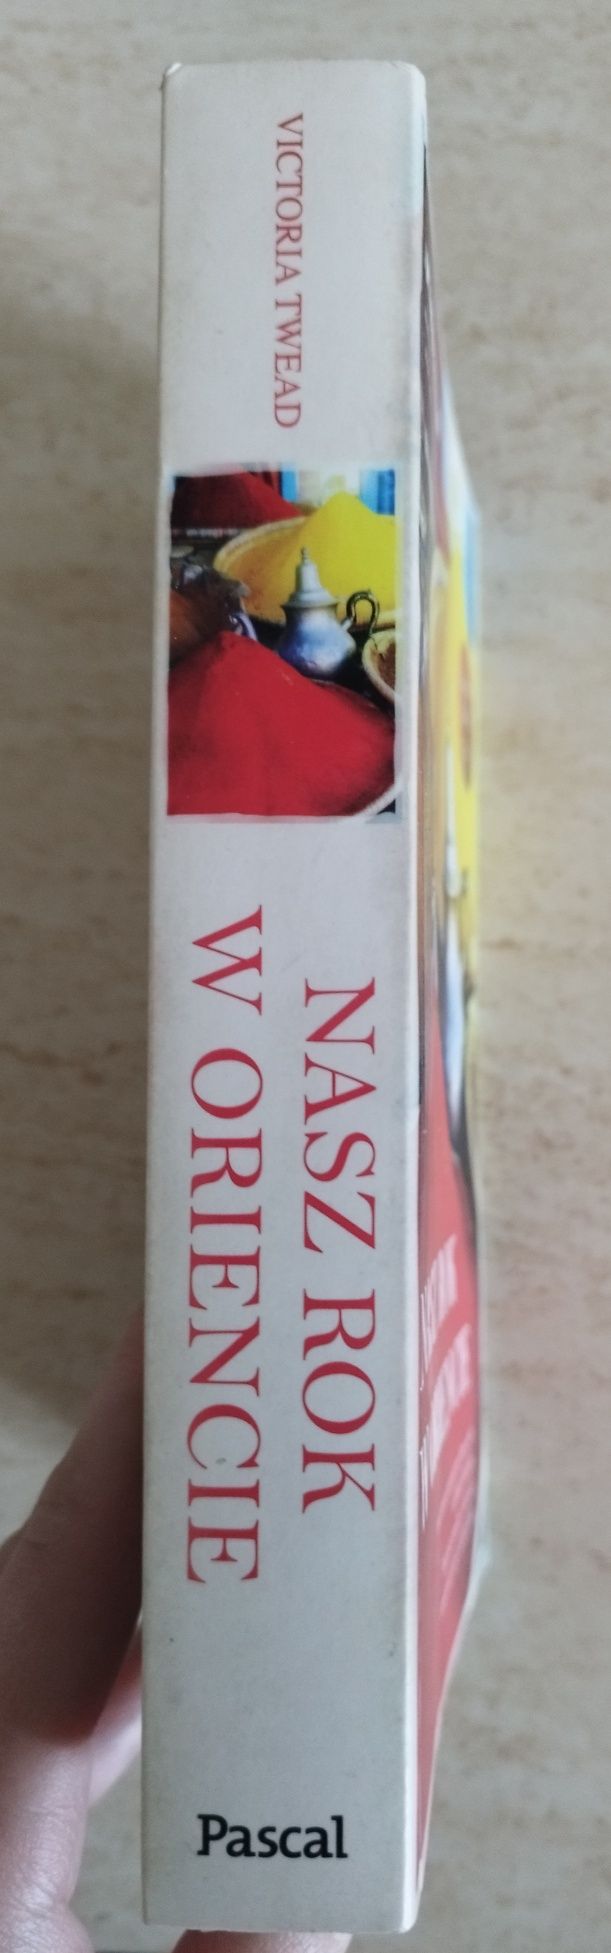 VICTORIA TWEAD
NASZ ROK
W ORIENCIE
Pascal